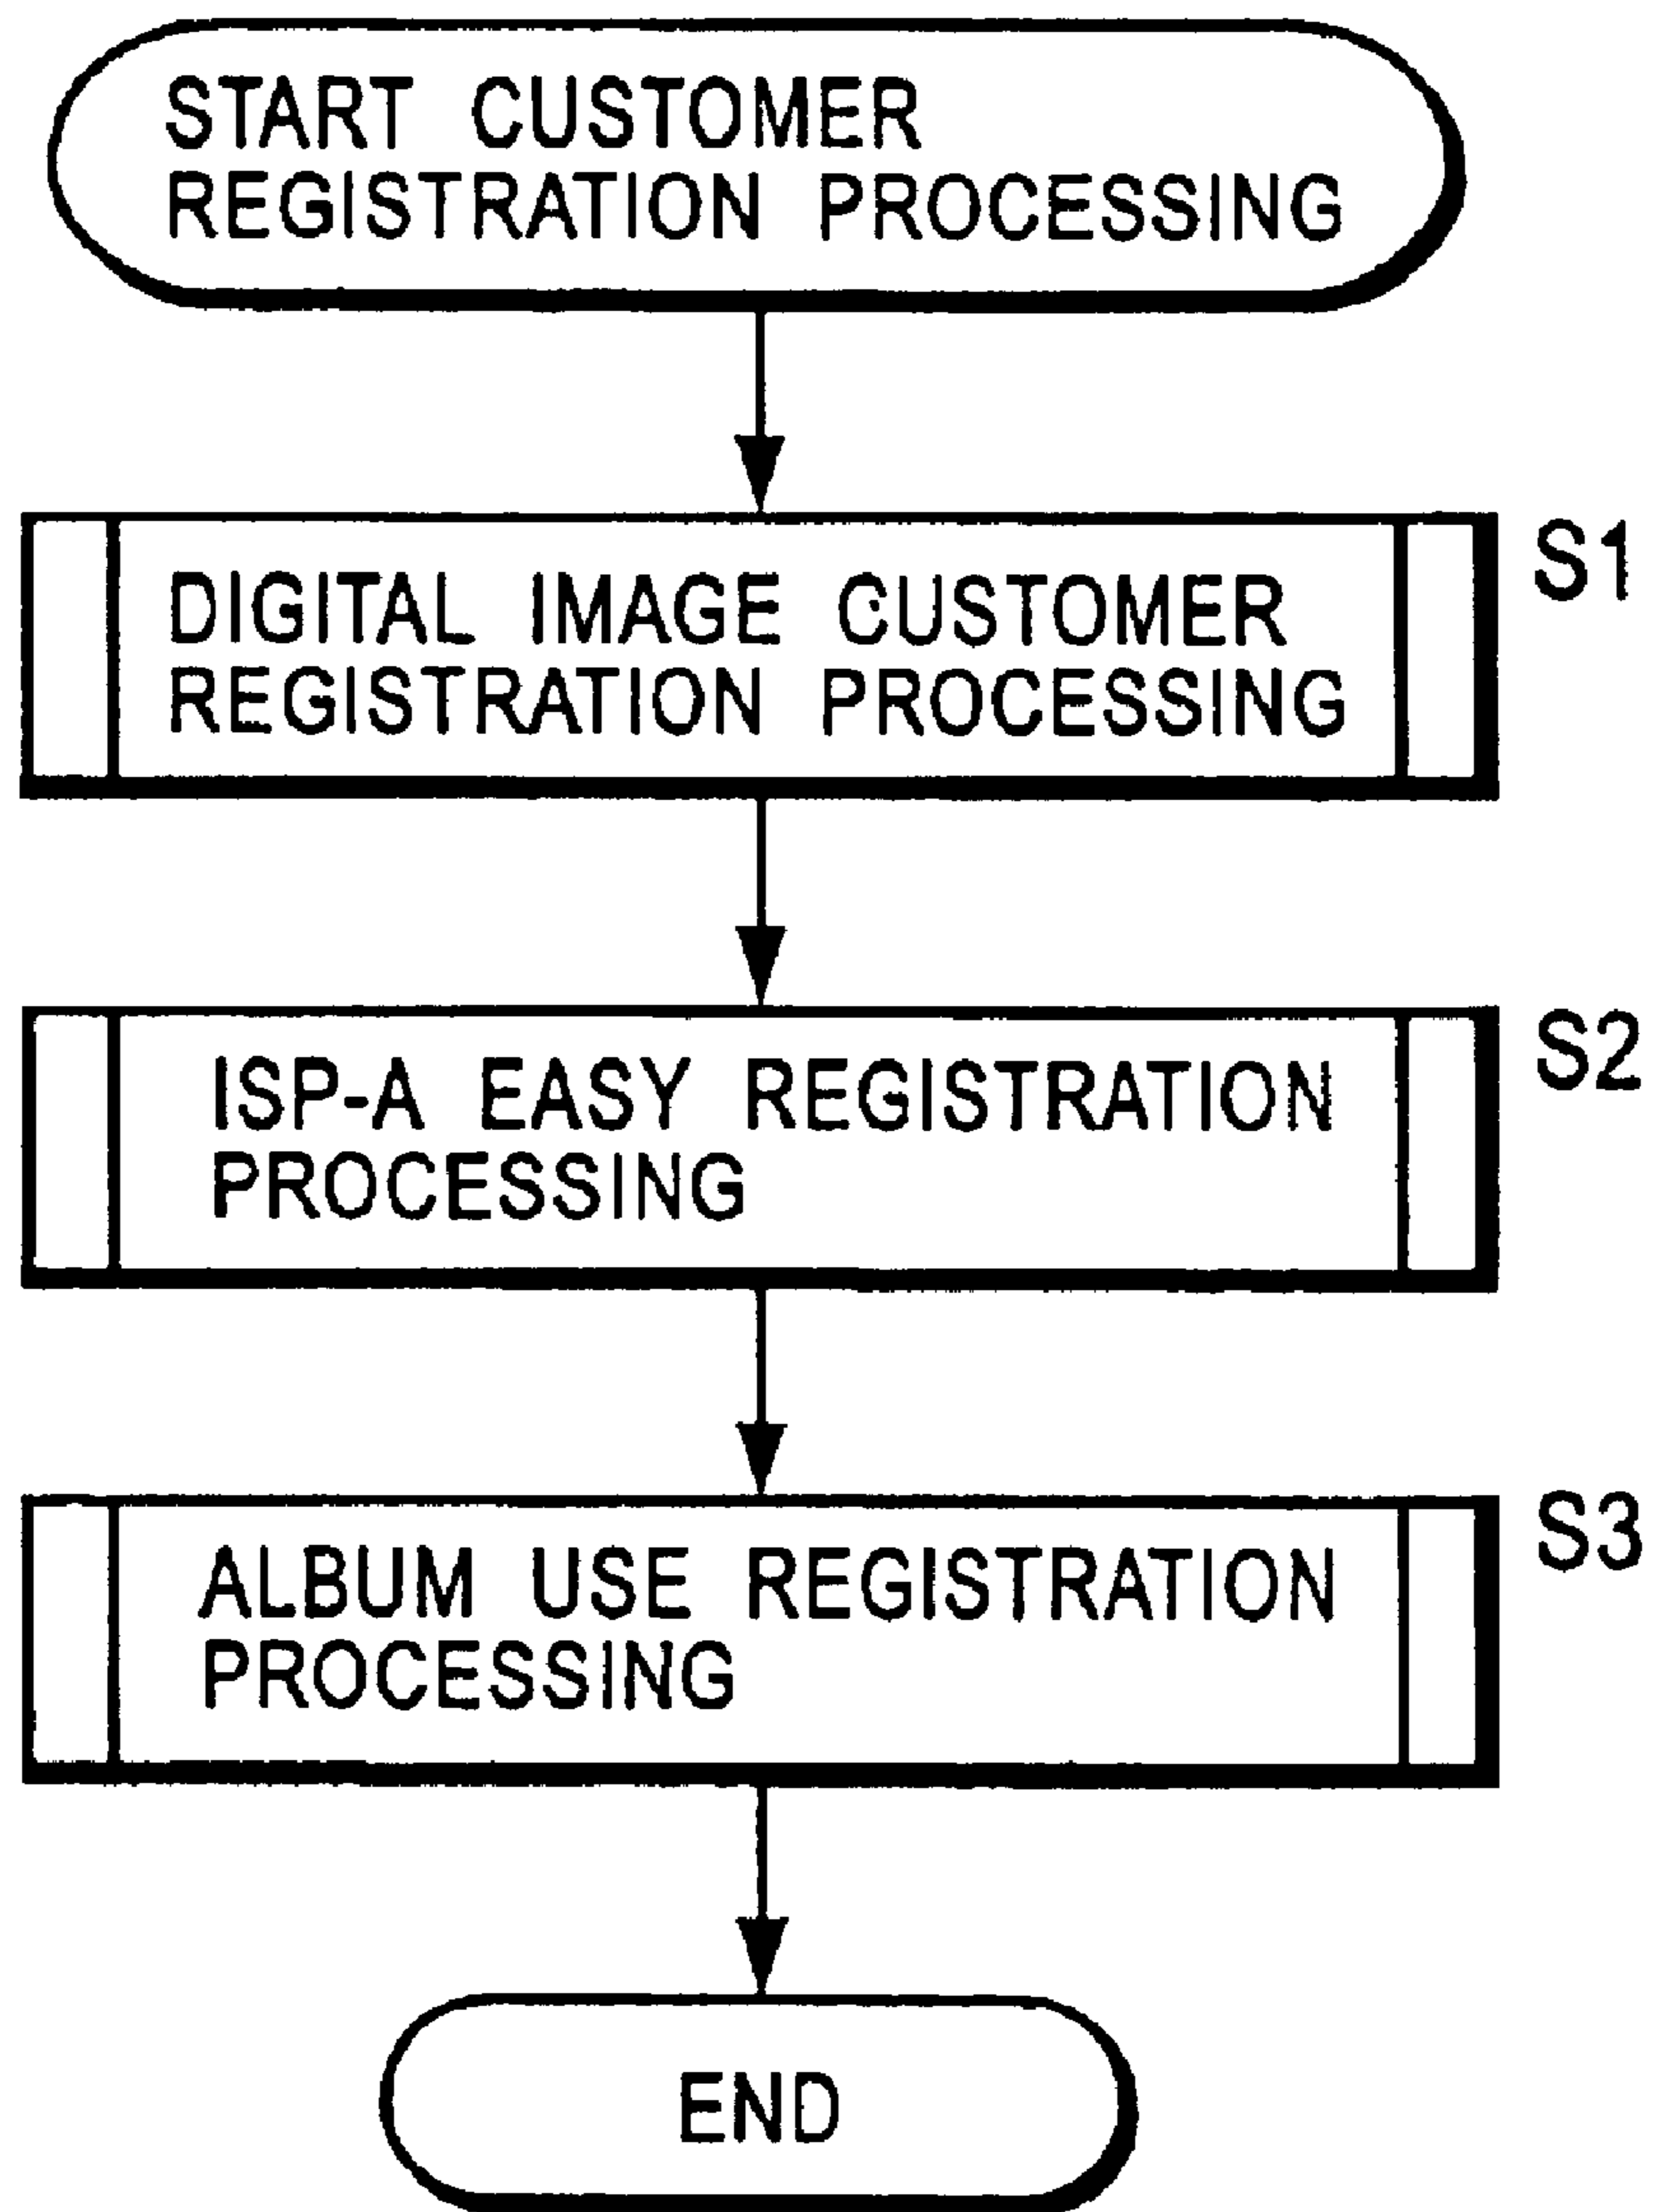 START CUSTOMER
REGISTRATION PROCESSING
DIGITAL IMAGE CUSTOMER
REGISTRATION PROCESSING
S1
ISP-A EASY REGISTRATION
PROCESSING
S2
ALBUM USE REGISTRATION
PROCESSING
S3
END